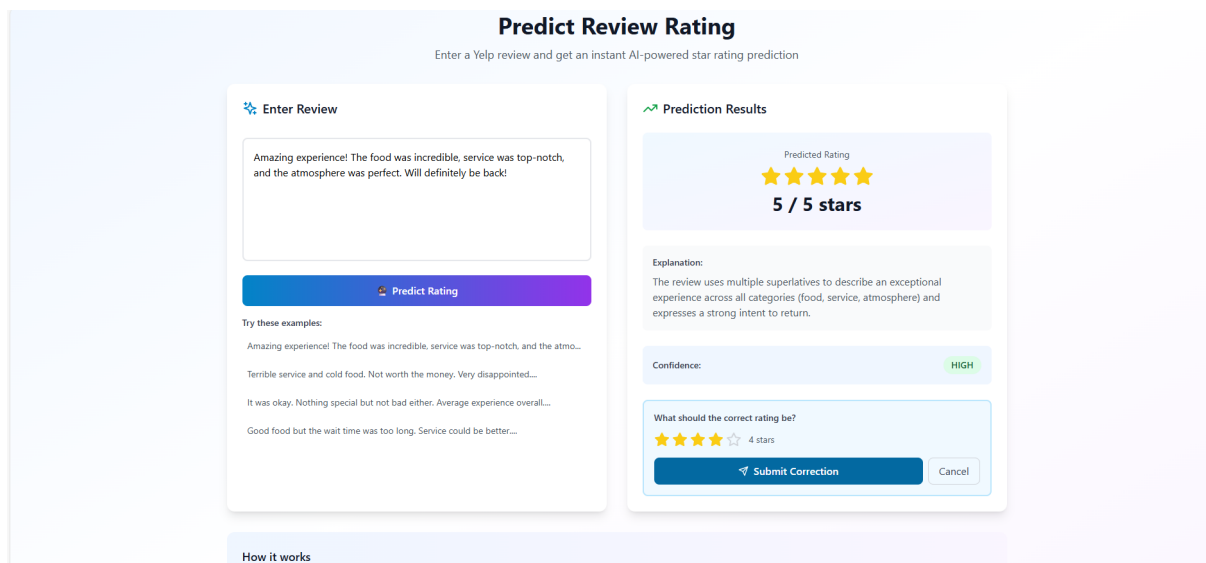 Predict Review Rating
Enter a Yelp review and get an instant AI-powered star rating prediction
Enter Review
Amazing experience! The food was incredible, service was top-notch,
and the atmosphere was perfect. Will definitely be back!
Predict Rating
Try these examples:
Amazing experience! The food was incredible, service was top-notch, and the atmo...
Terrible service and cold food. Not worth the money. Very disappointed....
It was okay. Nothing special but not bad either. Average experience overall....
Good food but the wait time was too long. Service could be better....
Prediction Results
Predicted Rating
5 / 5 stars
Explanation:
The review uses multiple superlatives to describe an exceptional
experience across all categories (food, service, atmosphere) and
expresses a strong intent to return.
Confidence:
HIGH
What should the correct rating be?
4 stars
Submit Correction
Cancel
How it works